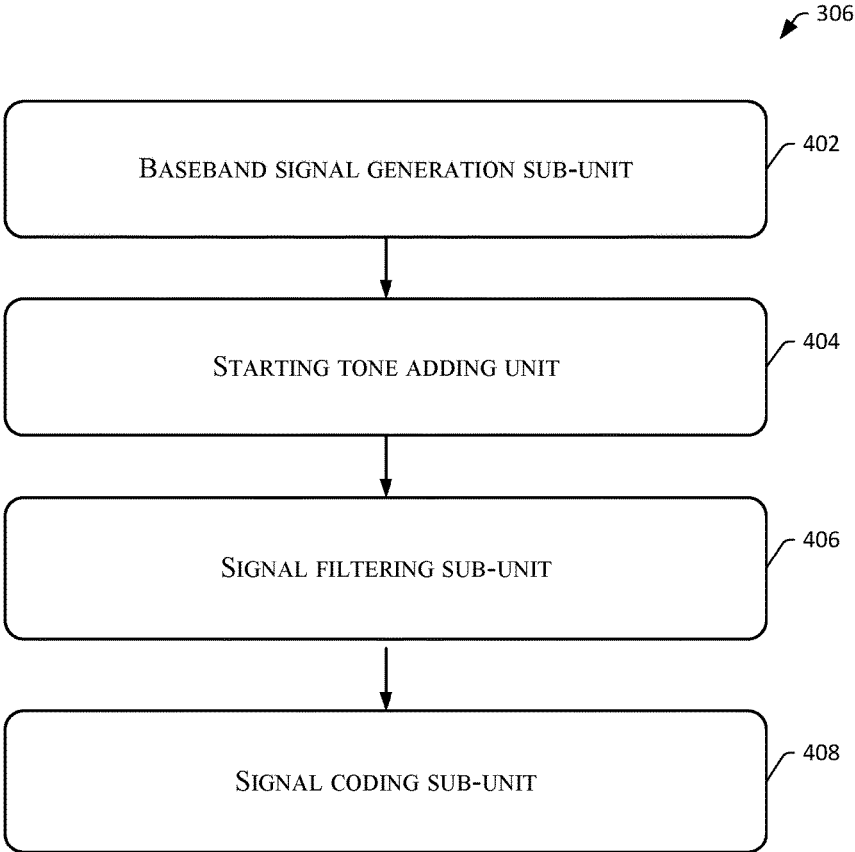 306
BASEBAND SIGNAL GENERATION SUB-UNIT
402
STARTING TONE ADDING UNIT
404
SIGNAL FILTERING SUB-UNIT
406
SIGNAL CODING SUB-UNIT
408